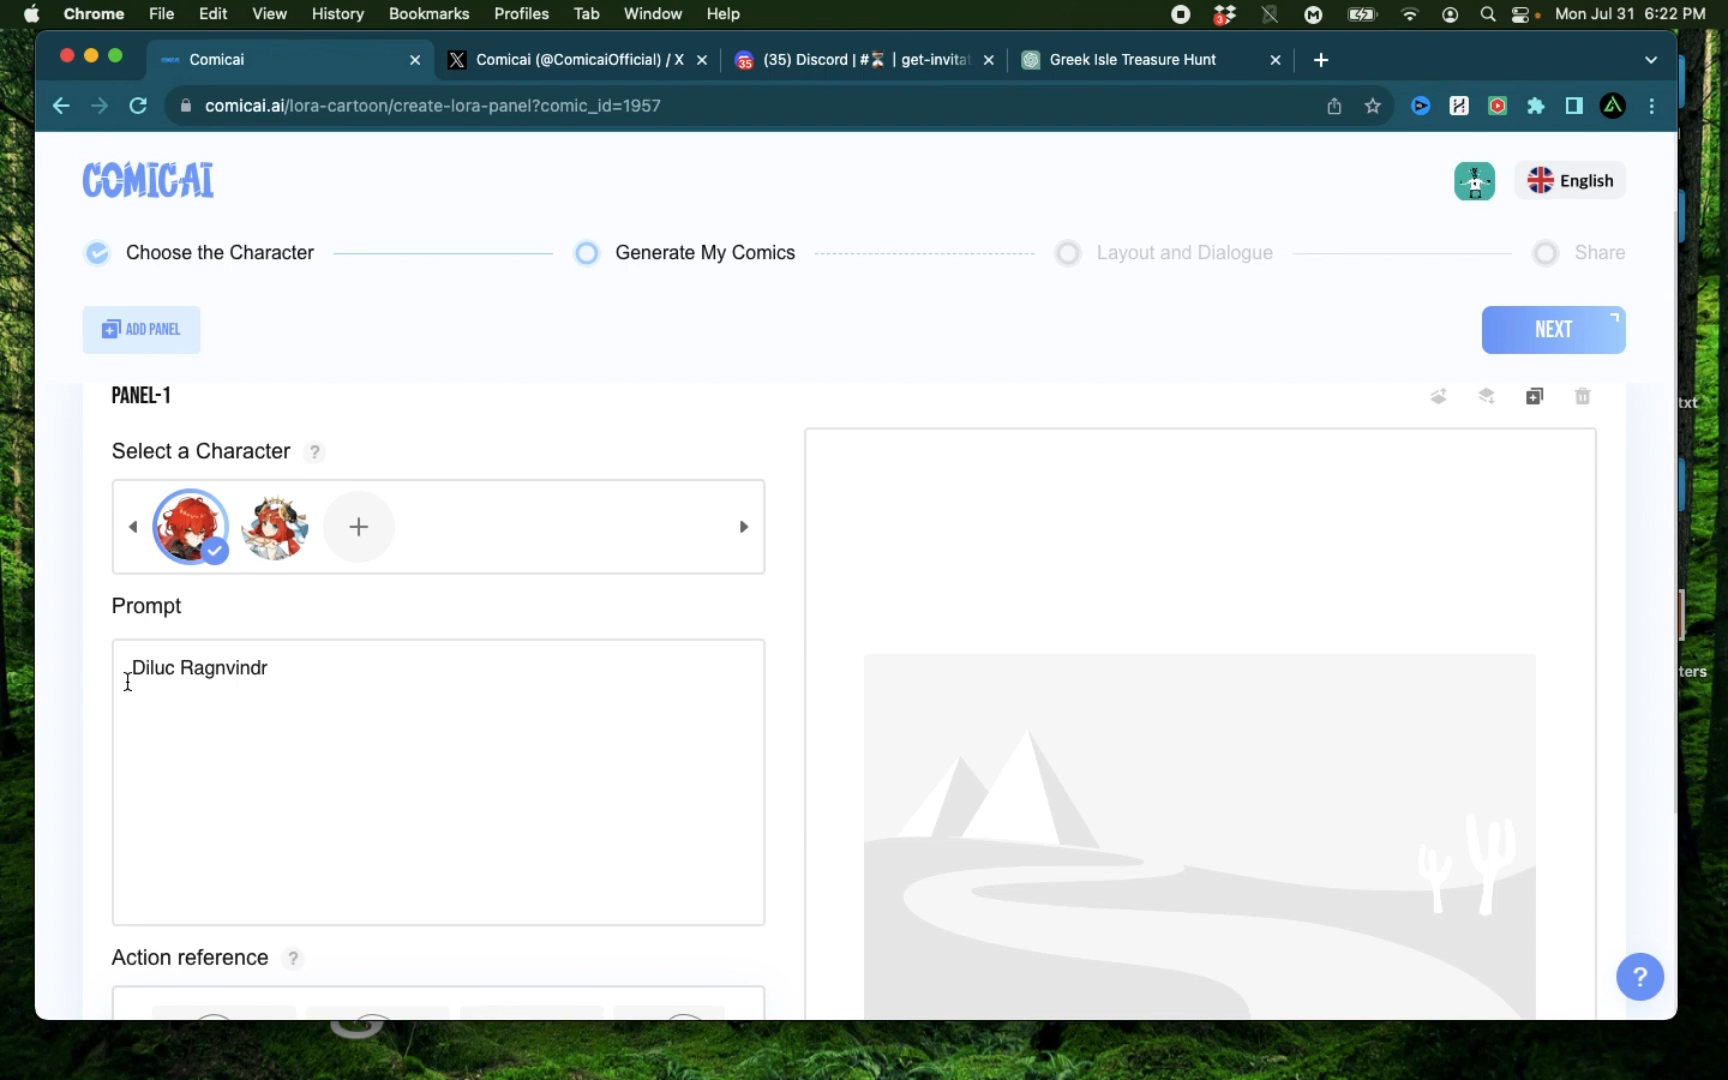 Chrome File Edit View History Bookmarks Profiles Tab Window Help 3 M Mon Jul 31 6:22 PM
Comicai Comicai (@ComicaiOfficial) / X 35 (35) Discord | #⏳ | get-invitat Greek Isle Treasure Hunt
comicai.ai/lora-cartoon/create-lora-panel?comic_id=1957
COMICAI English
Choose the Character Generate My Comics Layout and Dialogue Share
ADD PANEL NEXT
PANEL-1
txt
Select a Character ?
Prompt
Diluc Ragnvindr
ters
Action reference ?
?